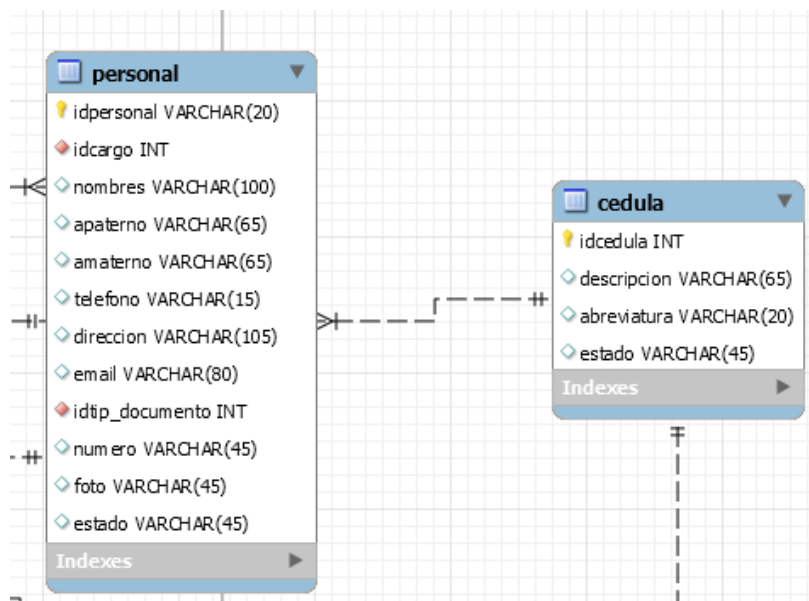 personal
idpersonal VARCHAR(20)
idcargo INT
nombres VARCHAR(100)
apaterno VARCHAR(65)
amaterno VARCHAR(65)
telefono VARCHAR(15)
direccion VARCHAR(105)
email VARCHAR(80)
idtip_documento INT
numero VARCHAR(45)
foto VARCHAR(45)
estado VARCHAR(45)
Indexes
cedula
idcedula INT
descripcion VARCHAR(65)
abreviatura VARCHAR(20)
estado VARCHAR(45)
Indexes